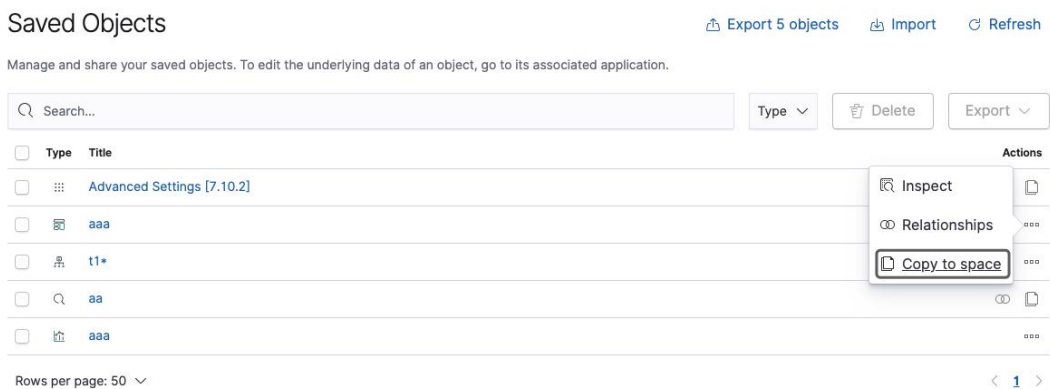 Saved Objects
Export 5 objects Import Refresh
Manage and share your saved objects. To edit the underlying data of an object, go to its associated application.
Search... Type Delete Export
Type Title Actions
Advanced Settings [7.10.2]
Inspect
aaa
Relationships
t1*
Copy to space
aa
aaa
Rows per page: 50 1